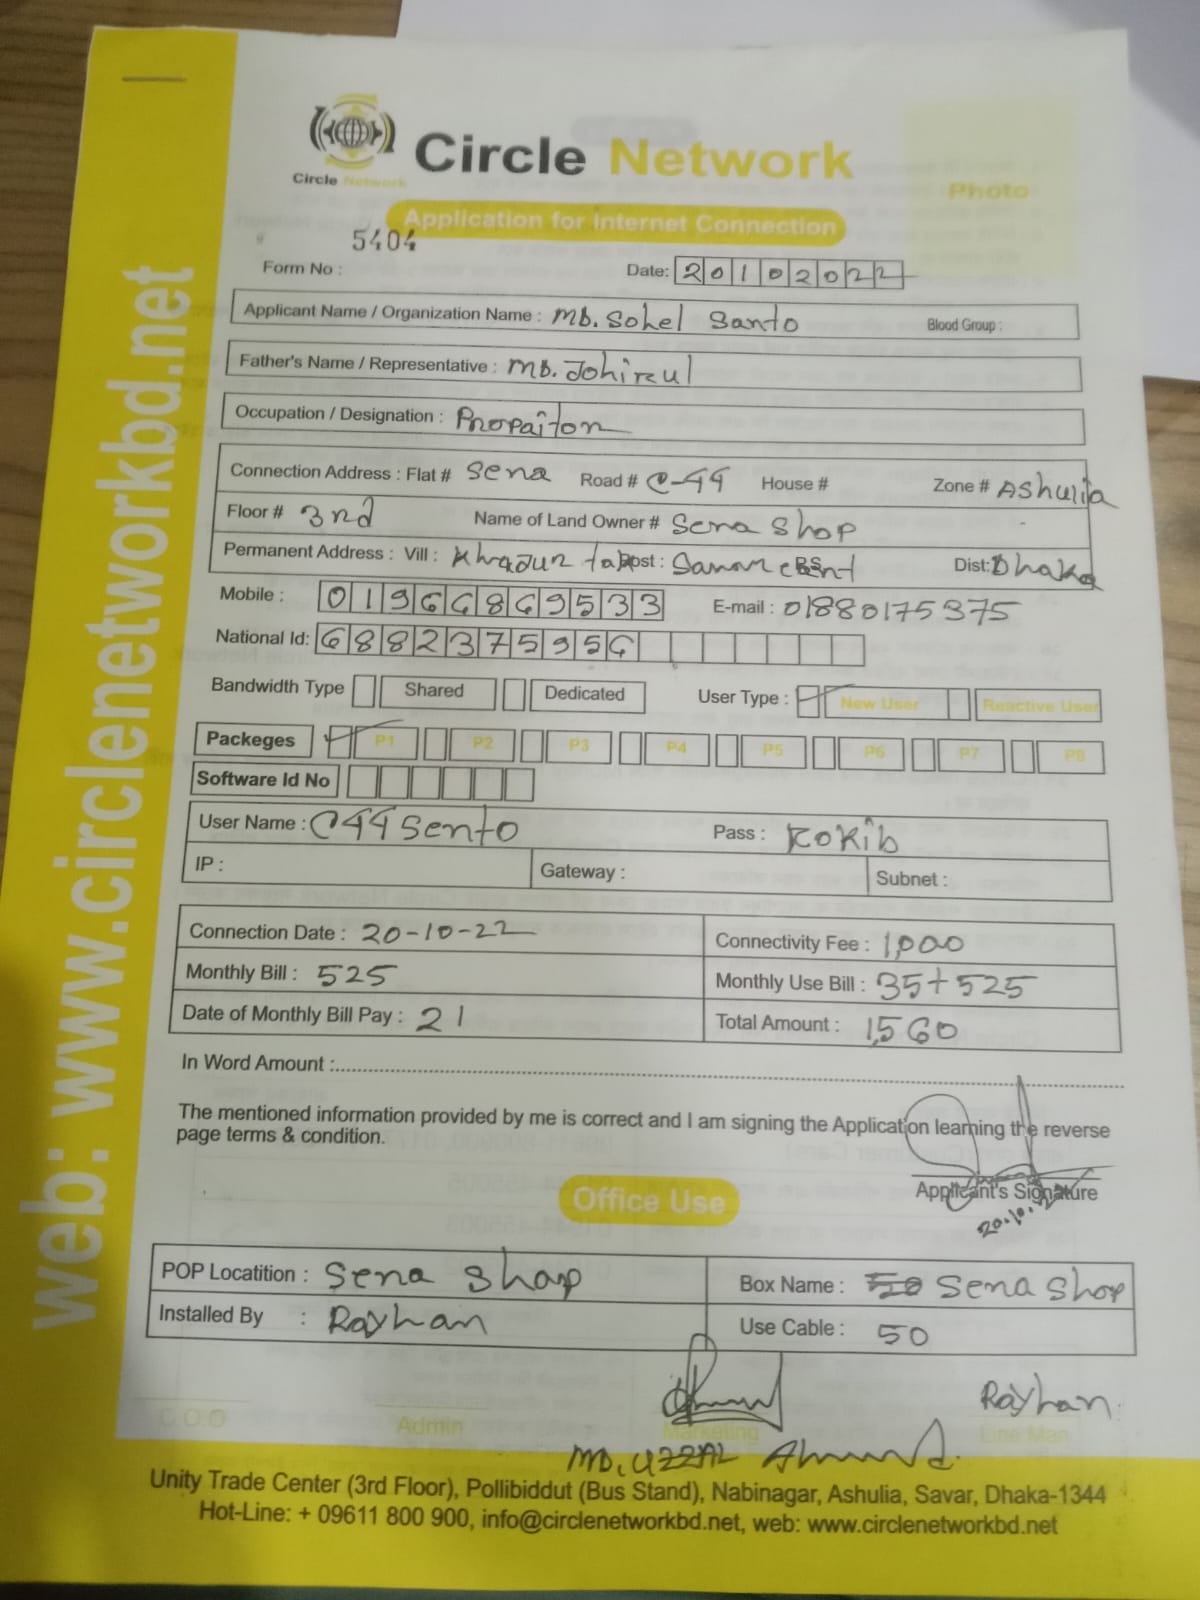 Circle Network
Circle Network
Photo
Application for Internet Connection
5404
Form No :
Date: 20102022
Applicant Name / Organization Name : MD. Sohel Santo Blood Group :
Father's Name / Representative : MD. Johirul
Occupation / Designation : Propaiton
Connection Address : Flat # Sena Road # C-44 House # Zone # Ashulia
Floor # 3rd Name of Land Owner # Sena Shop
Permanent Address : Vill : Post : Dist: Dhaka
Mobile : 01966869533 E-mail : 01880175375
National Id: 6882375956
Bandwidth Type Shared Dedicated User Type : New User Reactive User
Packeges P1 P2 P3 P4 P5 P6 P7 P8
Software Id No
User Name : C44Sento Pass : Rokib
IP : Gateway : Subnet :
Connection Date : 20-10-22 Connectivity Fee : 1,000
Monthly Bill : 525 Monthly Use Bill : 35+525
Date of Monthly Bill Pay : 21 Total Amount : 1,560
In Word Amount :
The mentioned information provided by me is correct and I am signing the Application learning the reverse
page terms & condition.
Applicant's Signature
20.10.22
Office Use
POP Locatition : Sena Shop Box Name : Sena Shop
Installed By : Rayhan Use Cable : 50
Rayhan
COO Admin Marketing Line Man
MD. UZZAL Ahmed.
Unity Trade Center (3rd Floor), Pollibiddut (Bus Stand), Nabinagar, Ashulia, Savar, Dhaka-1344
Hot-Line: + 09611 800 900, info@circlenetworkbd.net, web: www.circlenetworkbd.net
web: www.circlenetworkbd.net